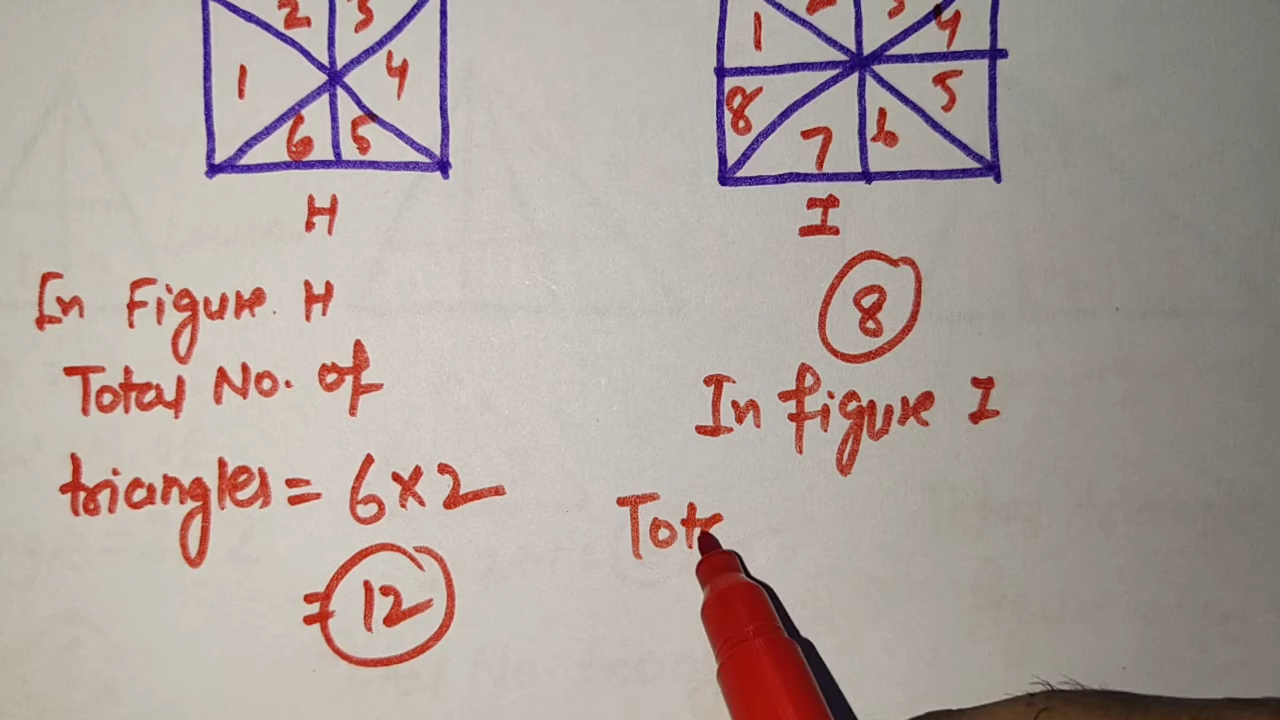 2 3
1 4
6 5
H
In Figure. H
Total No. of
triangles = 6×2
= 12
2 3
1 4
8 5
7 6
I
8
In figure I
Tot